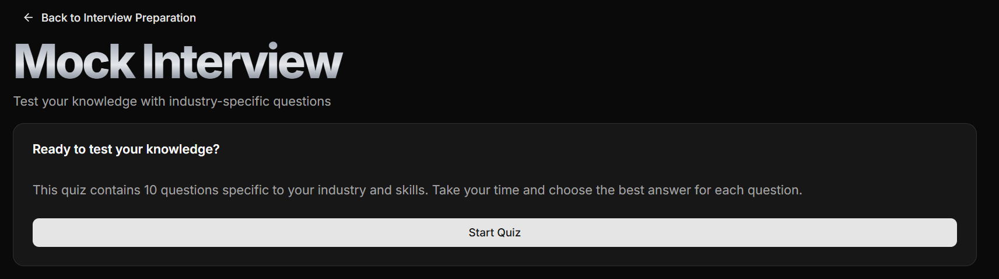 Back to Interview Preparation
Mock Interview
Test your knowledge with industry-specific questions
Ready to test your knowledge?
This quiz contains 10 questions specific to your industry and skills. Take your time and choose the best answer for each question.
Start Quiz